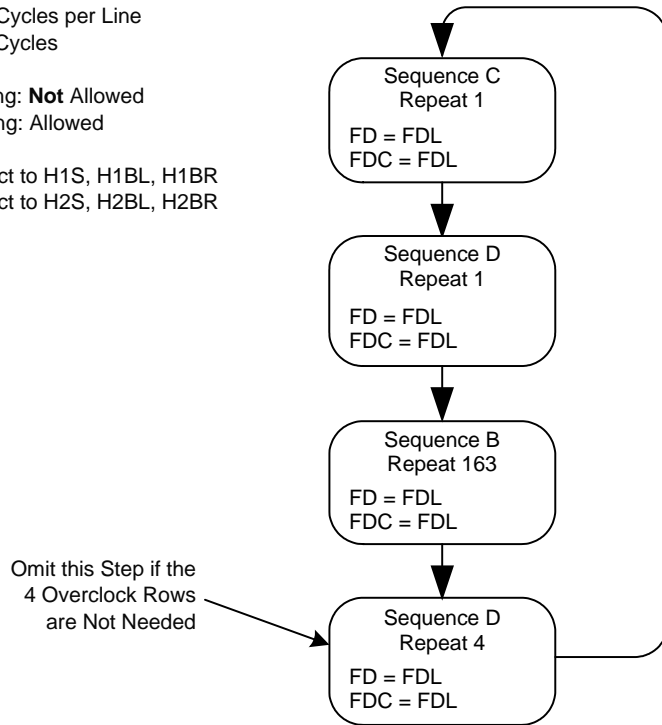 Cycles per Line
Cycles
ng: Not Allowed
ng: Allowed
ct to H1S, H1BL, H1BR
ct to H2S, H2BL, H2BR
Sequence C
Repeat 1
FD = FDL
FDC = FDL
Sequence D
Repeat 1
FD = FDL
FDC = FDL
Sequence B
Repeat 163
FD = FDL
FDC = FDL
Omit this Step if the
4 Overclock Rows
are Not Needed
Sequence D
Repeat 4
FD = FDL
FDC = FDL